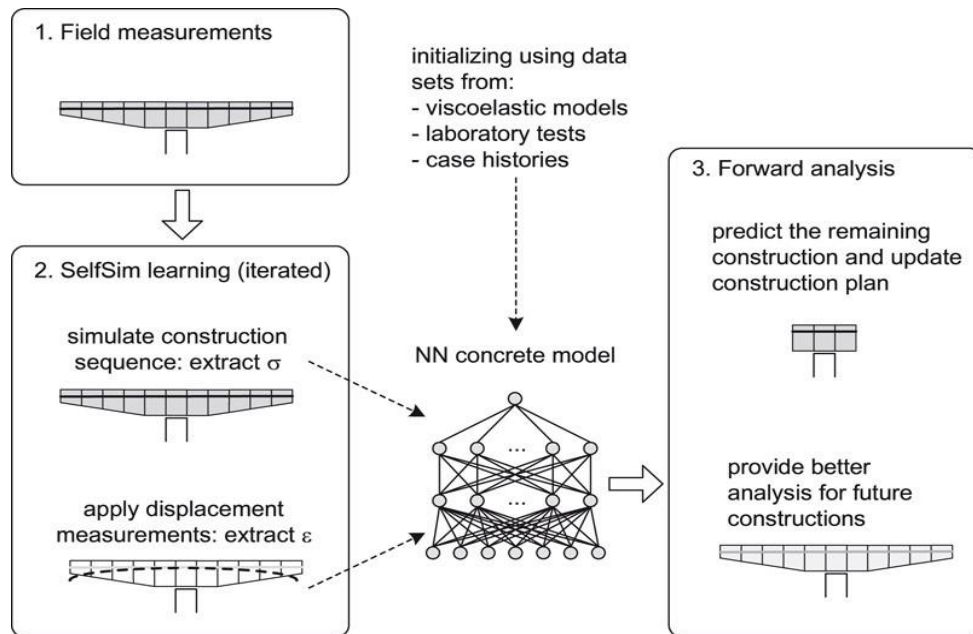 1. Field measurements
initializing using data
sets from:
- viscoelastic models
- laboratory tests
- case histories
2. SelfSim learning (iterated)
simulate construction
sequence: extract σ
apply displacement
measurements: extract ε
NN concrete model
...
...
3. Forward analysis
predict the remaining
construction and update
construction plan
provide better
analysis for future
constructions